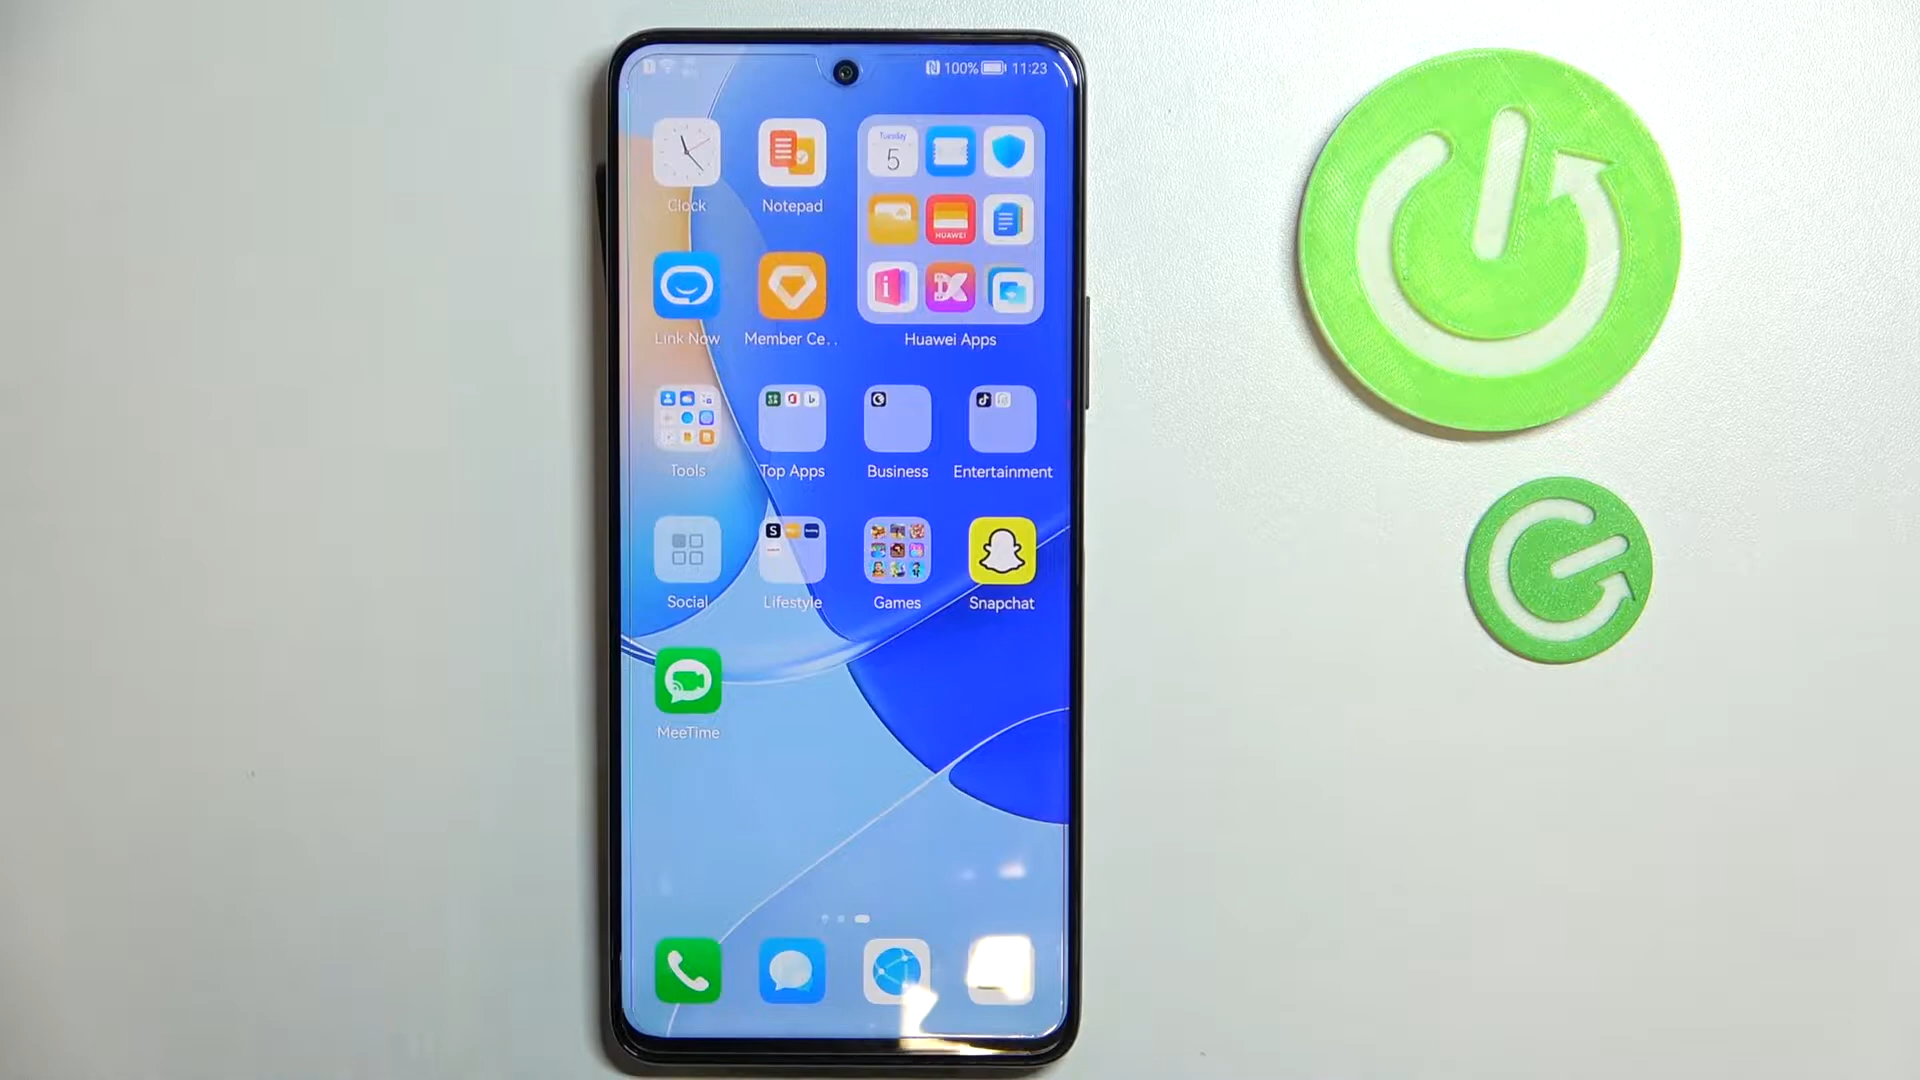 100% 11:23
Clock
Notepad
Tuesday
5
HUAWEI
Link Now
Member Ce..
Huawei Apps
Tools
Top Apps
Business
Entertainment
Social
Lifestyle
Games
Snapchat
MeeTime